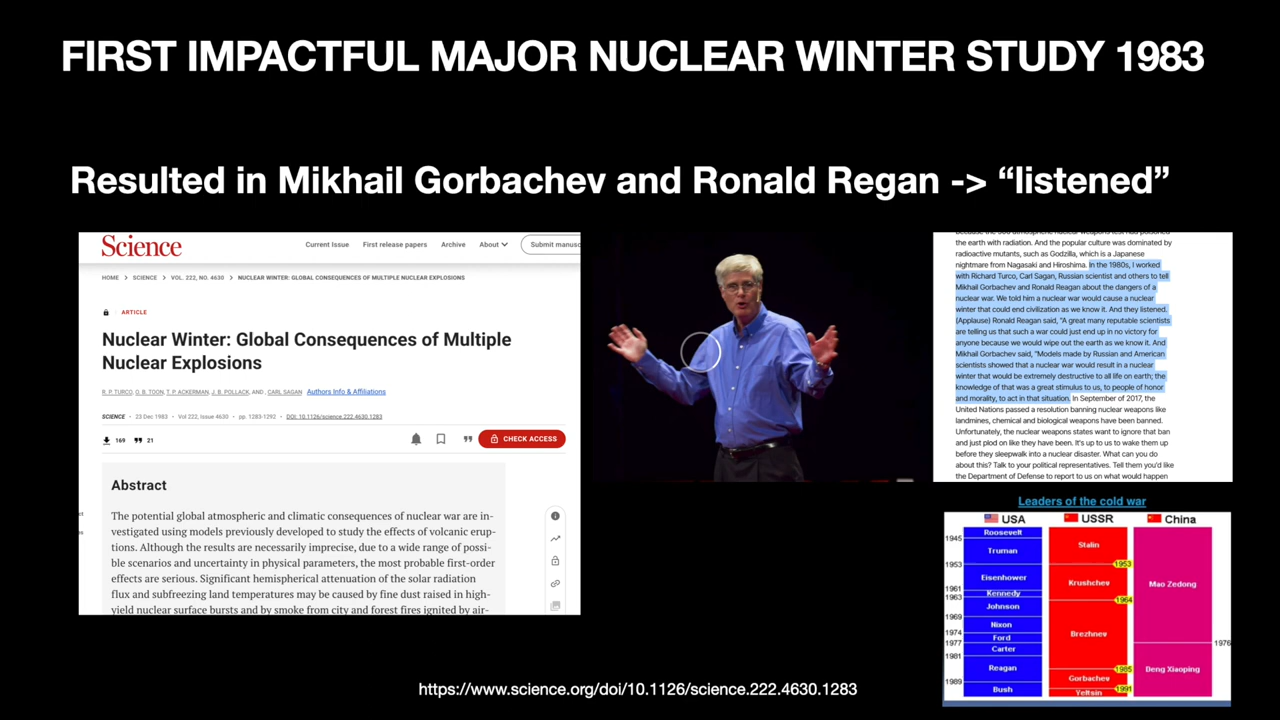 FIRST IMPACTFUL MAJOR NUCLEAR WINTER STUDY 1983
Resulted in Mikhail Gorbachev and Ronald Regan -> “listened”
Science
Current Issue First release papers Archive About Submit manusc
HOME > SCIENCE > VOL. 222, NO. 4630 > NUCLEAR WINTER: GLOBAL CONSEQUENCES OF MULTIPLE NUCLEAR EXPLOSIONS
ARTICLE
Nuclear Winter: Global Consequences of Multiple
Nuclear Explosions
R. P. TURCO, O. B. TOON, T. P. ACKERMAN, J. B. POLLACK, AND , CARL SAGAN Authors Info & Affiliations
SCIENCE • 23 Dec 1983 • Vol 222, Issue 4630 • pp. 1283-1292 • DOI: 10.1126/science.222.4630.1283
169 21
CHECK ACCESS
Abstract
The potential global atmospheric and climatic consequences of nuclear war are in-
vestigated using models previously developed to study the effects of volcanic erup-
tions. Although the results are necessarily imprecise, due to a wide range of possi-
ble scenarios and uncertainty in physical parameters, the most probable first-order
effects are serious. Significant hemispherical attenuation of the solar radiation
flux and subfreezing land temperatures may be caused by fine dust raised in high-
yield nuclear surface bursts and by smoke from city and forest fires ignited by air-
because the 500 atmospheric nuclear weapons test had poisoned
the earth with radiation. And the popular culture was dominated by
radioactive mutants, such as Godzilla, which is a Japanese
nightmare from Nagasaki and Hiroshima. In the 1980s, I worked
with Richard Turco, Carl Sagan, Russian scientist and others to tell
Mikhail Gorbachev and Ronald Reagan about the dangers of a
nuclear war. We told him a nuclear war would cause a nuclear
winter that could end civilization as we know it. And they listened.
(Applause) Ronald Reagan said, "A great many reputable scientists
are telling us that such a war could just end up in no victory for
anyone because we would wipe out the earth as we know it. And
Mikhail Gorbachev said, "Models made by Russian and American
scientists showed that a nuclear war would result in a nuclear
winter that would be extremely destructive to all life on earth; the
knowledge of that was a great stimulus to us, to people of honor
and morality, to act in that situation. In September of 2017, the
United Nations passed a resolution banning nuclear weapons like
landmines, chemical and biological weapons have been banned.
Unfortunately, the nuclear weapons states want to ignore that ban
and just plod on like they have been. It's up to us to wake them up
before they sleepwalk into a nuclear disaster. What can you do
about this? Talk to your political representatives. Tell them you'd like
the Department of Defense to report to us on what would happen
Leaders of the cold war
USA USSR China
Roosevelt
1945
Truman
Stalin
1953
1953
Eisenhower
Krushchev
Mao Zedong
1961
Kennedy
1963
1964
Johnson
1969
Nixon
Brezhnev
1974
Ford
1977
1976
Carter
1981
Reagan
1985
Deng Xiaoping
Gorbachev
1989
Bush
1991
Yeltsin
https://www.science.org/doi/10.1126/science.222.4630.1283